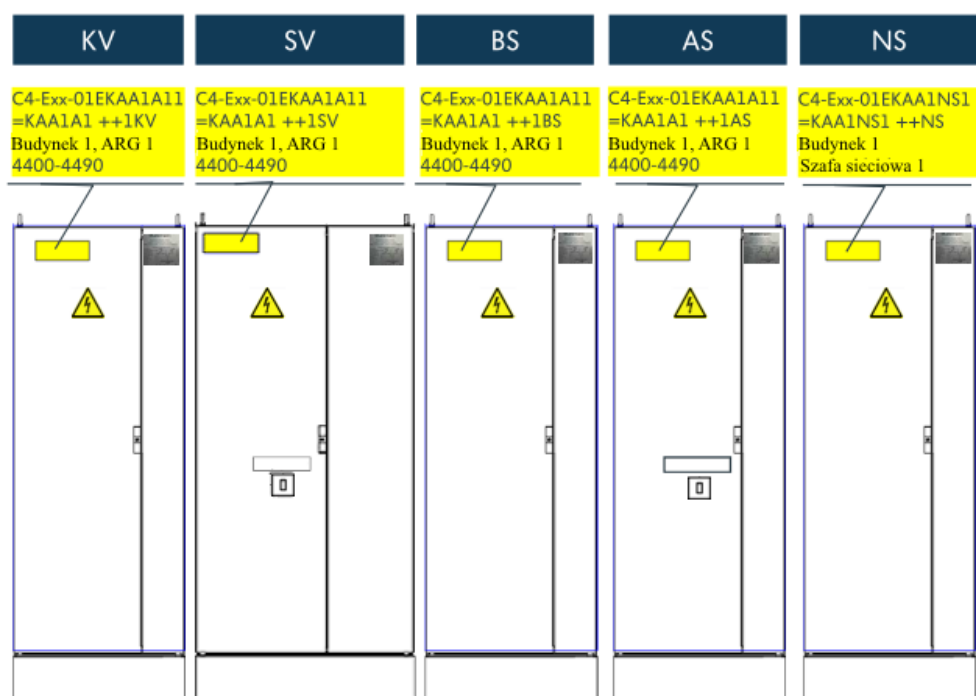 KV
SV
BS
AS
NS
C4-Exx-01EKAA1A11
=KAA1A1 ++1KV
Budynek 1, ARG 1
4400-4490
C4-Exx-01EKAA1A11
=KAA1A1 ++1SV
Budynek 1, ARG 1
4400-4490
C4-Exx-01EKAA1A11
=KAA1A1 ++1BS
Budynek 1, ARG 1
4400-4490
C4-Exx-01EKAA1A11
=KAA1A1 ++1AS
Budynek 1, ARG 1
4400-4490
C4-Exx-01EKAA1NS1
=KAA1NS1 ++NS
Budynek 1
Szafa sieciowa 1